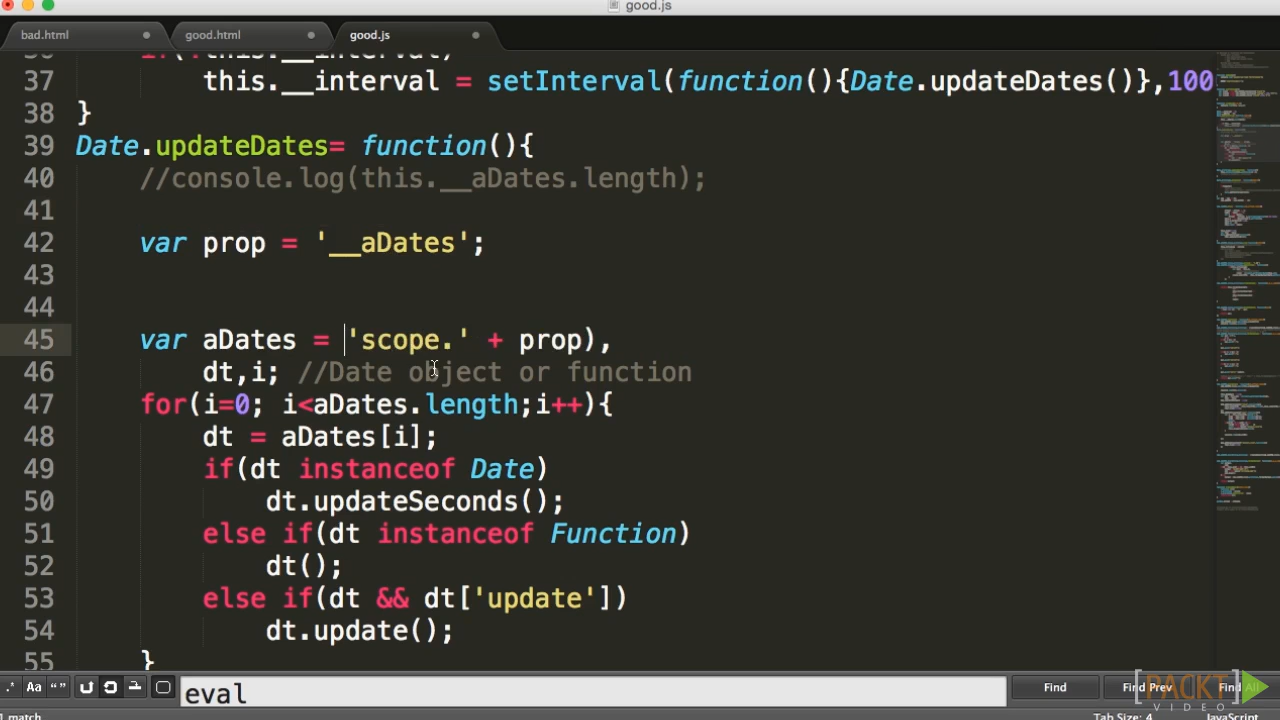 good.js
bad.html
good.html
good.js
37 this.__interval = setInterval(function(){Date.updateDates()},100
38 }
39 Date.updateDates= function(){
40 //console.log(this.__aDates.length);
41
42 var prop = '__aDates';
43
44
45 var aDates = 'scope.' + prop),
46 dt,i; //Date object or function
47 for(i=0; i<aDates.length;i++){
48 dt = aDates[i];
49 if(dt instanceof Date)
50 dt.updateSeconds();
51 else if(dt instanceof Function)
52 dt();
53 else if(dt && dt['update'])
54 dt.update();
55 }
.* Aa “” eval Find Find Prev Find All
PACKT
VIDEO
1 match Tab Size: 4 JavaScript